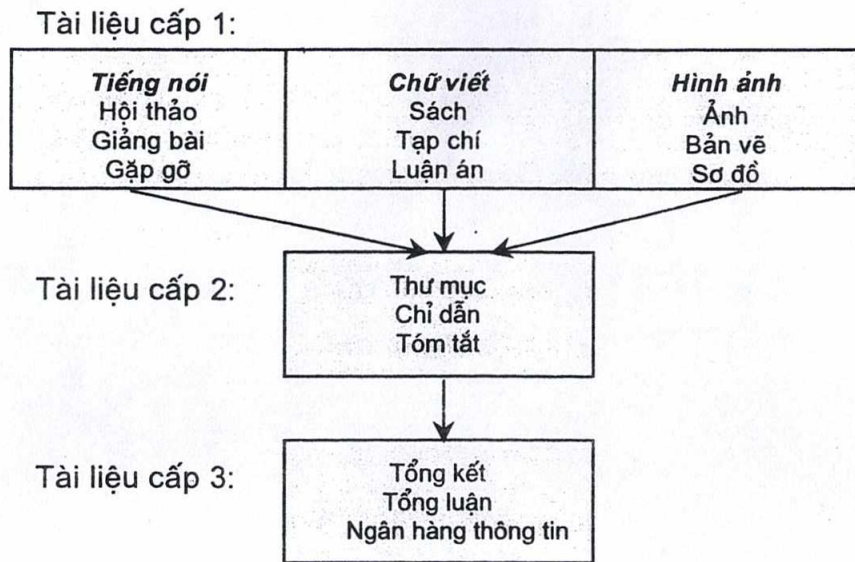 Tài liệu cấp 1:
Tiếng nói
Hội thảo
Giảng bài
Gặp gỡ
Chữ viết
Sách
Tạp chí
Luận án
Hình ảnh
Ảnh
Bản vẽ
Sơ đồ
Tài liệu cấp 2:
Thư mục
Chỉ dẫn
Tóm tắt
Tài liệu cấp 3:
Tổng kết
Tổng luận
Ngân hàng thông tin